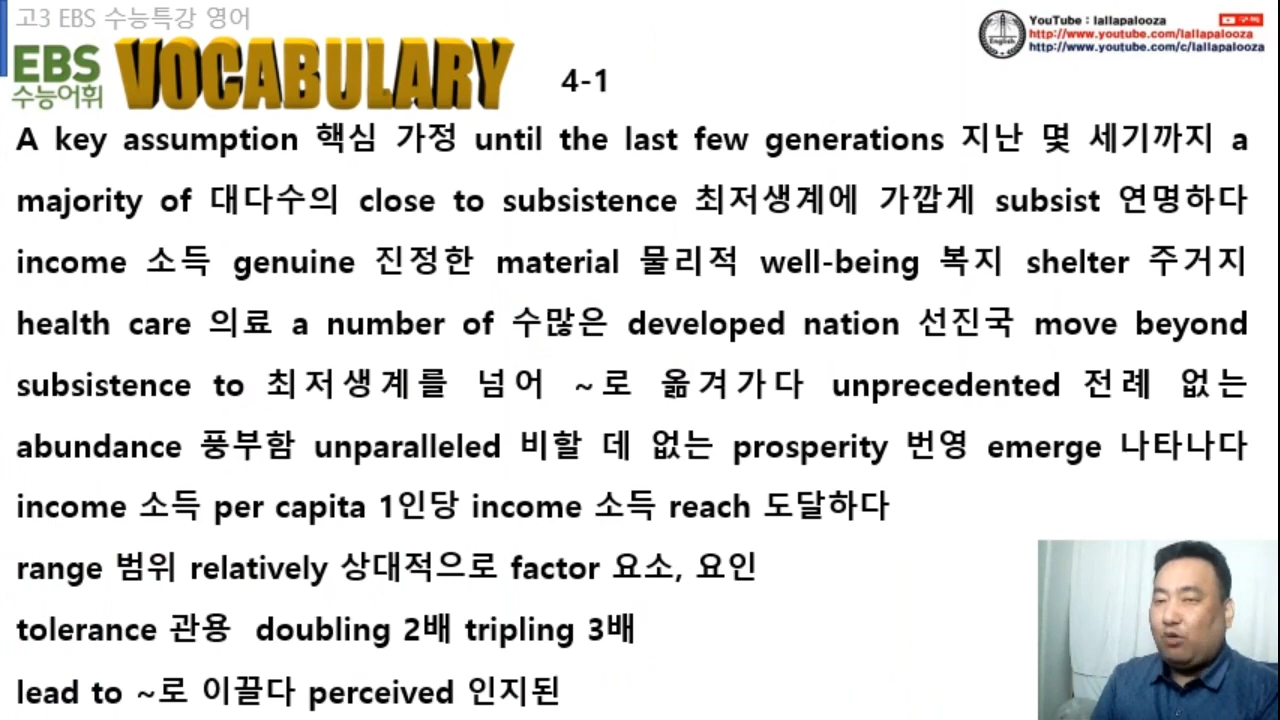 고3 EBS 수능특강 영어
YouTube : lallapalooza
구독
http://www.youtube.com/lallapalooza
http://www.youtube.com/c/lallapalooza
English
EBS
수능어휘
VOCABULARY
4-1
A key assumption 핵심 가정 until the last few generations 지난 몇 세기까지 a
majority of 대다수의 close to subsistence 최저생계에 가깝게 subsist 연명하다
income 소득 genuine 진정한 material 물리적 well-being 복지 shelter 주거지
health care 의료 a number of 수많은 developed nation 선진국 move beyond
subsistence to 최저생계를 넘어 ~로 옮겨가다 unprecedented 전례 없는
abundance 풍부함 unparalleled 비할 데 없는 prosperity 번영 emerge 나타나다
income 소득 per capita 1인당 income 소득 reach 도달하다
range 범위 relatively 상대적으로 factor 요소, 요인
tolerance 관용 doubling 2배 tripling 3배
lead to ~로 이끌다 perceived 인지된